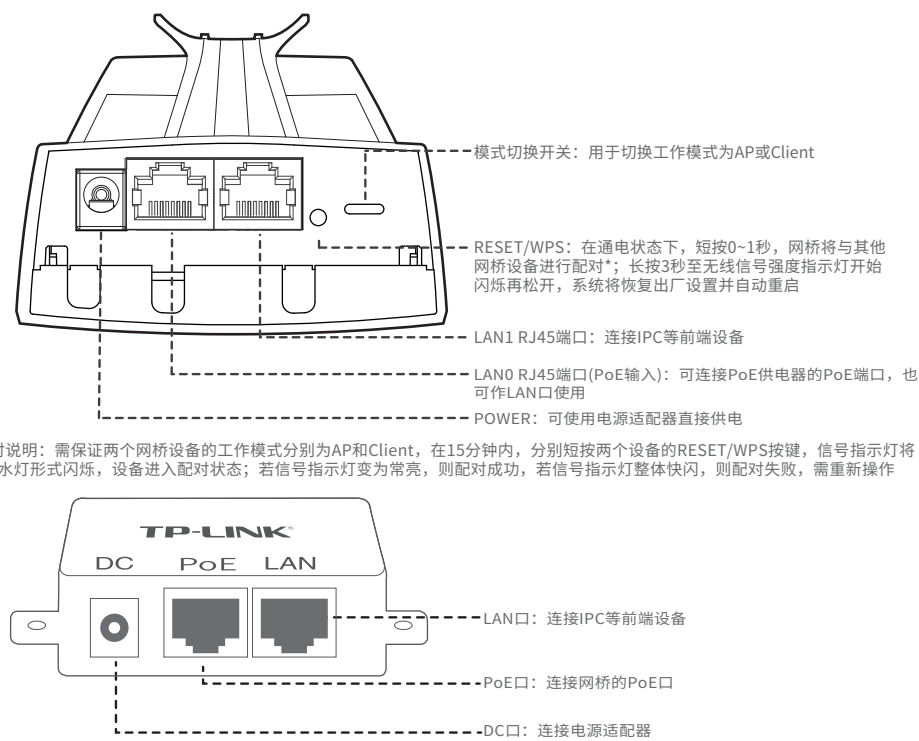 模式切换开关：用于切换工作模式为AP或Client
RESET/WPS：在通电状态下，短按0~1秒，网桥将与其他
网桥设备进行配对*；长按3秒至无线信号强度指示灯开始
闪烁再松开，系统将恢复出厂设置并自动重启
LAN1 RJ45端口：连接IPC等前端设备
LAN0 RJ45端口(PoE输入)：可连接PoE供电器的PoE端口，也
可作LAN口使用
POWER：可使用电源适配器直接供电
说明：需保证两个网桥设备的工作模式分别为AP和Client，在15分钟内，分别短按两个设备的RESET/WPS按键，信号指示灯将
水灯形式闪烁，设备进入配对状态；若信号指示灯变为常亮，则配对成功，若信号指示灯整体快闪，则配对失败，需重新操作
TP-LINK®
DC PoE LAN
LAN口：连接IPC等前端设备
PoE口：连接网桥的PoE口
DC口：连接电源适配器